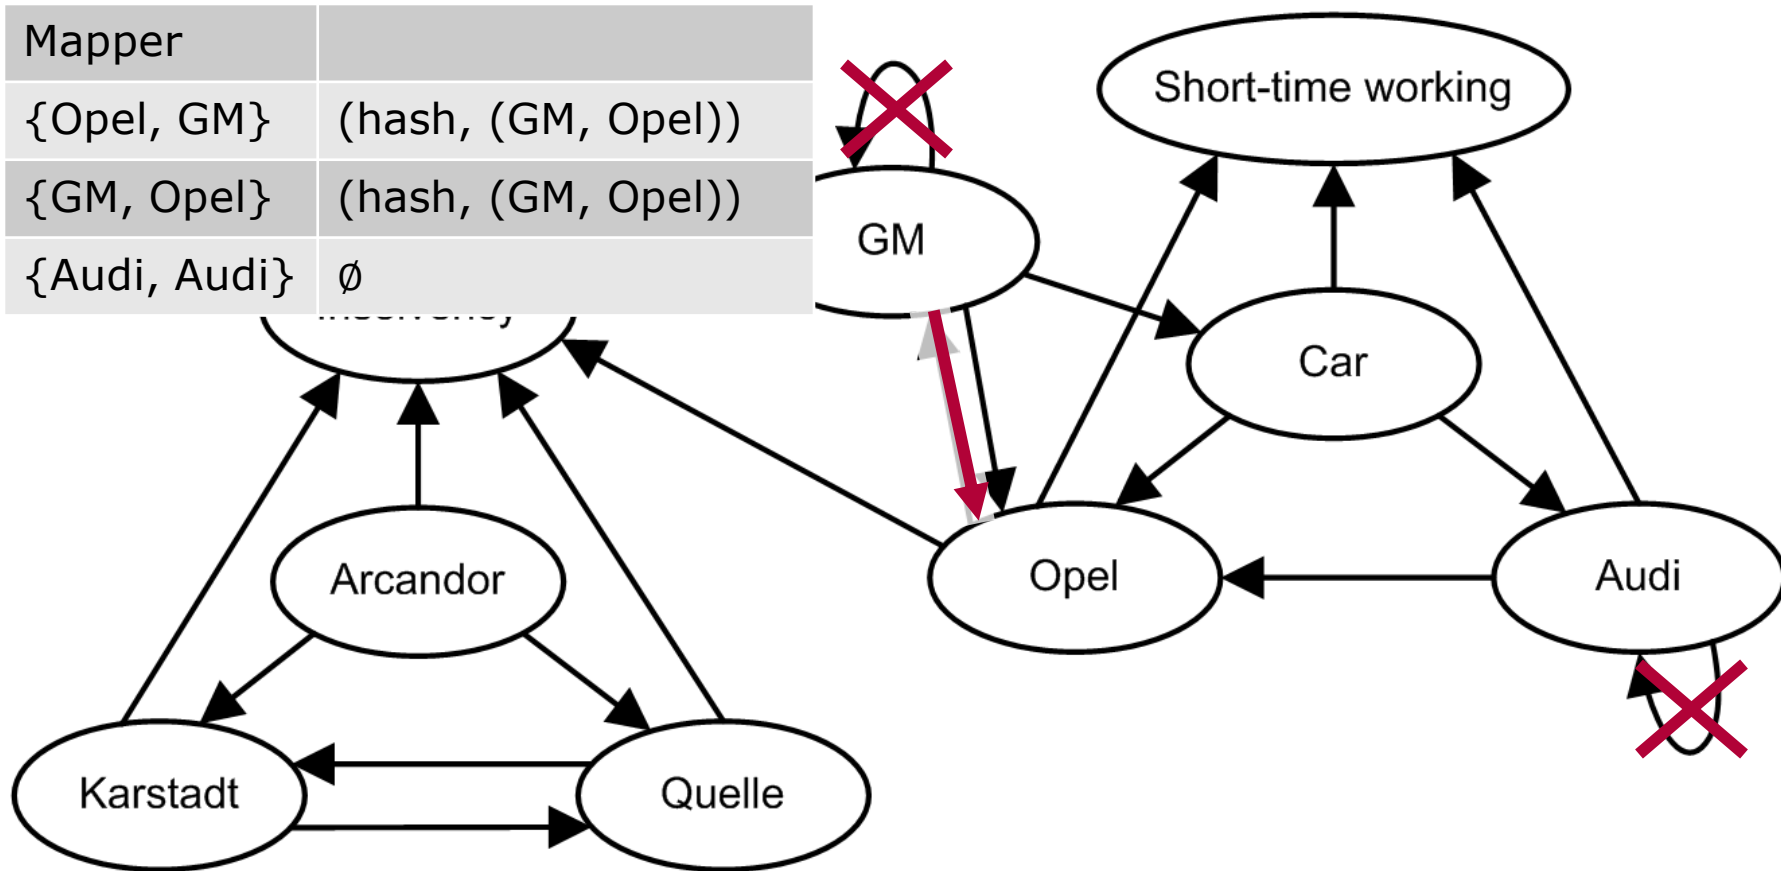 Mapper
{Opel, GM} (hash, (GM, Opel))
{GM, Opel} (hash, (GM, Opel))
{Audi, Audi} ∅
Short-time working
GM
Insolvency
Car
Arcandor
Opel
Audi
Karstadt
Quelle